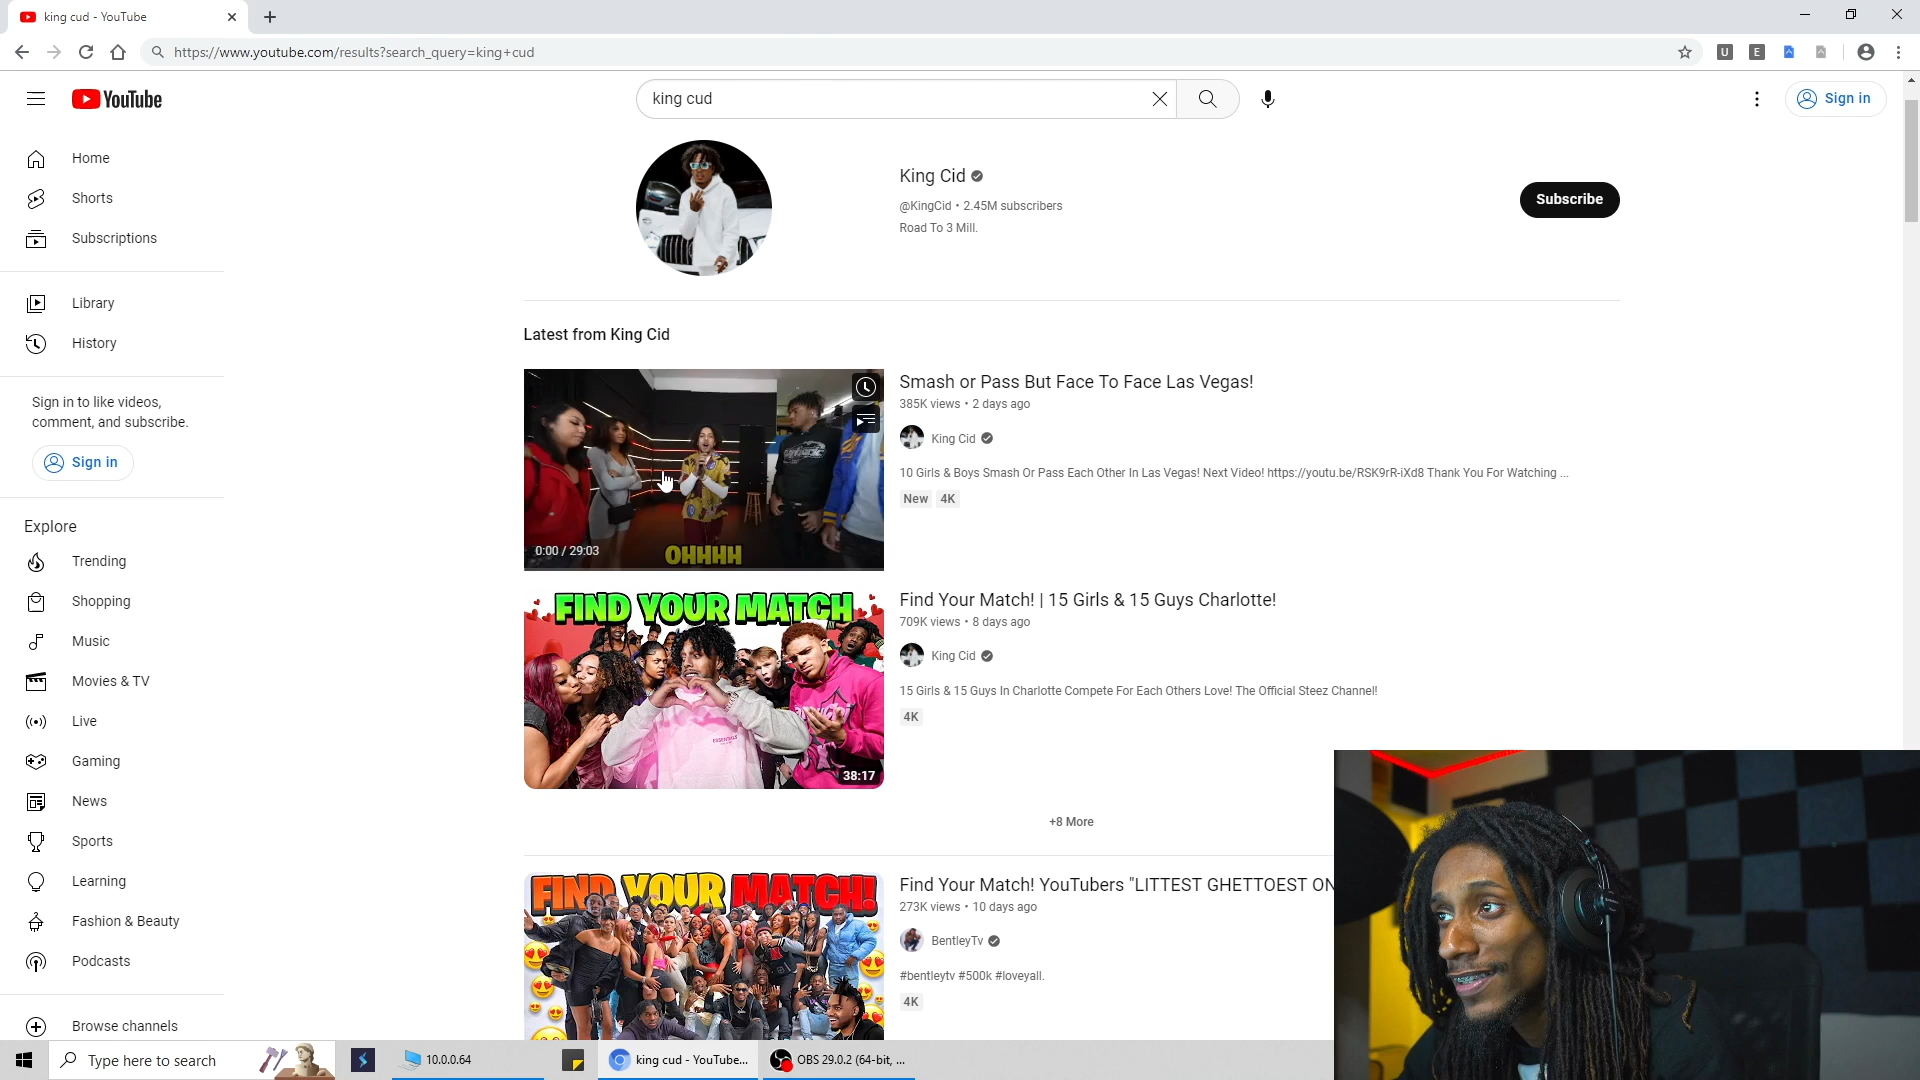 king cud - YouTube
https://www.youtube.com/results?search_query=king+cud
U
E
YouTube
king cud
Sign in
Home
Shorts
Subscriptions
Library
History
Sign in to like videos,
comment, and subscribe.
Sign in
Explore
Trending
Shopping
Music
Movies & TV
Live
Gaming
News
Sports
Learning
Fashion & Beauty
Podcasts
Browse channels
King Cid
@KingCid • 2.45M subscribers
Road To 3 Mill.
Subscribe
Latest from King Cid
0:00 / 29:03
OHHHH
Smash or Pass But Face To Face Las Vegas!
385K views • 2 days ago
King Cid
10 Girls & Boys Smash Or Pass Each Other In Las Vegas! Next Video! https://youtu.be/RSK9rR-iXd8 Thank You For Watching ...
New 4K
FIND YOUR MATCH
38:17
Find Your Match! | 15 Girls & 15 Guys Charlotte!
709K views • 8 days ago
King Cid
15 Girls & 15 Guys In Charlotte Compete For Each Others Love! The Official Steez Channel!
4K
+8 More
FIND YOUR MATCH!
Find Your Match! YouTubers "LITTEST GHETTOEST ON
273K views • 10 days ago
BentleyTv
#bentleytv #500k #loveyall.
4K
Type here to search
10.0.0.64
king cud - YouTube...
OBS 29.0.2 (64-bit, ...